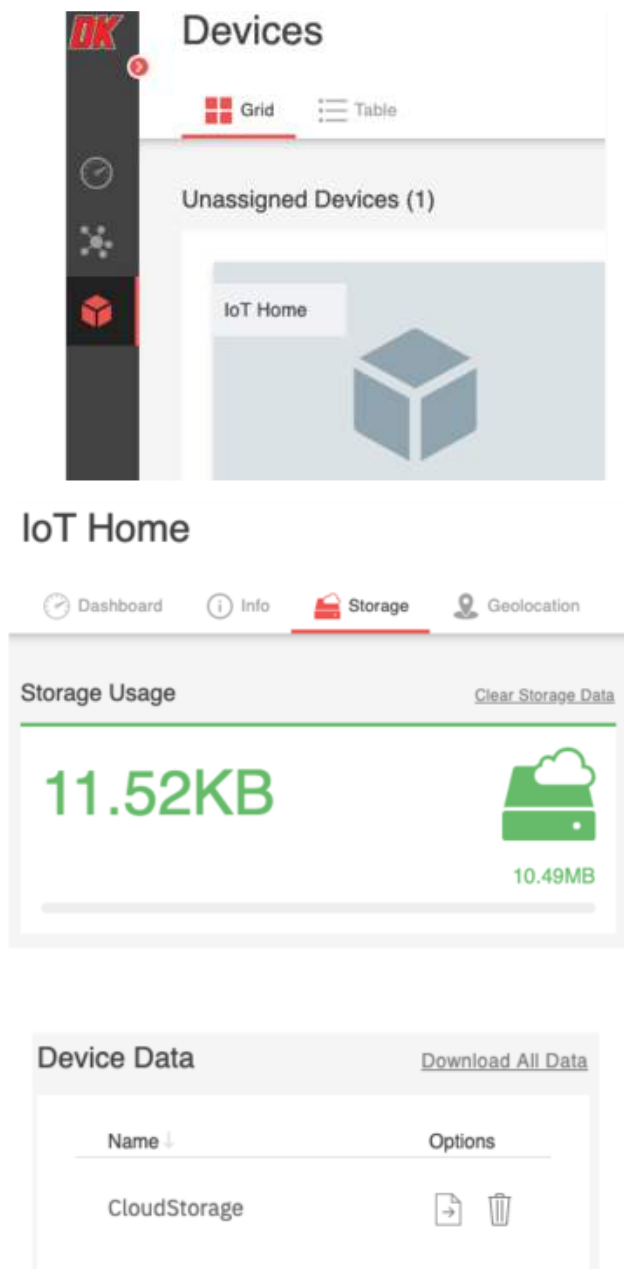 DK
Devices
Grid Table
Unassigned Devices (1)
IoT Home
IoT Home
Dashboard Info Storage Geolocation
Storage Usage Clear Storage Data
11.52KB
10.49MB
Device Data Download All Data
Name Options
CloudStorage